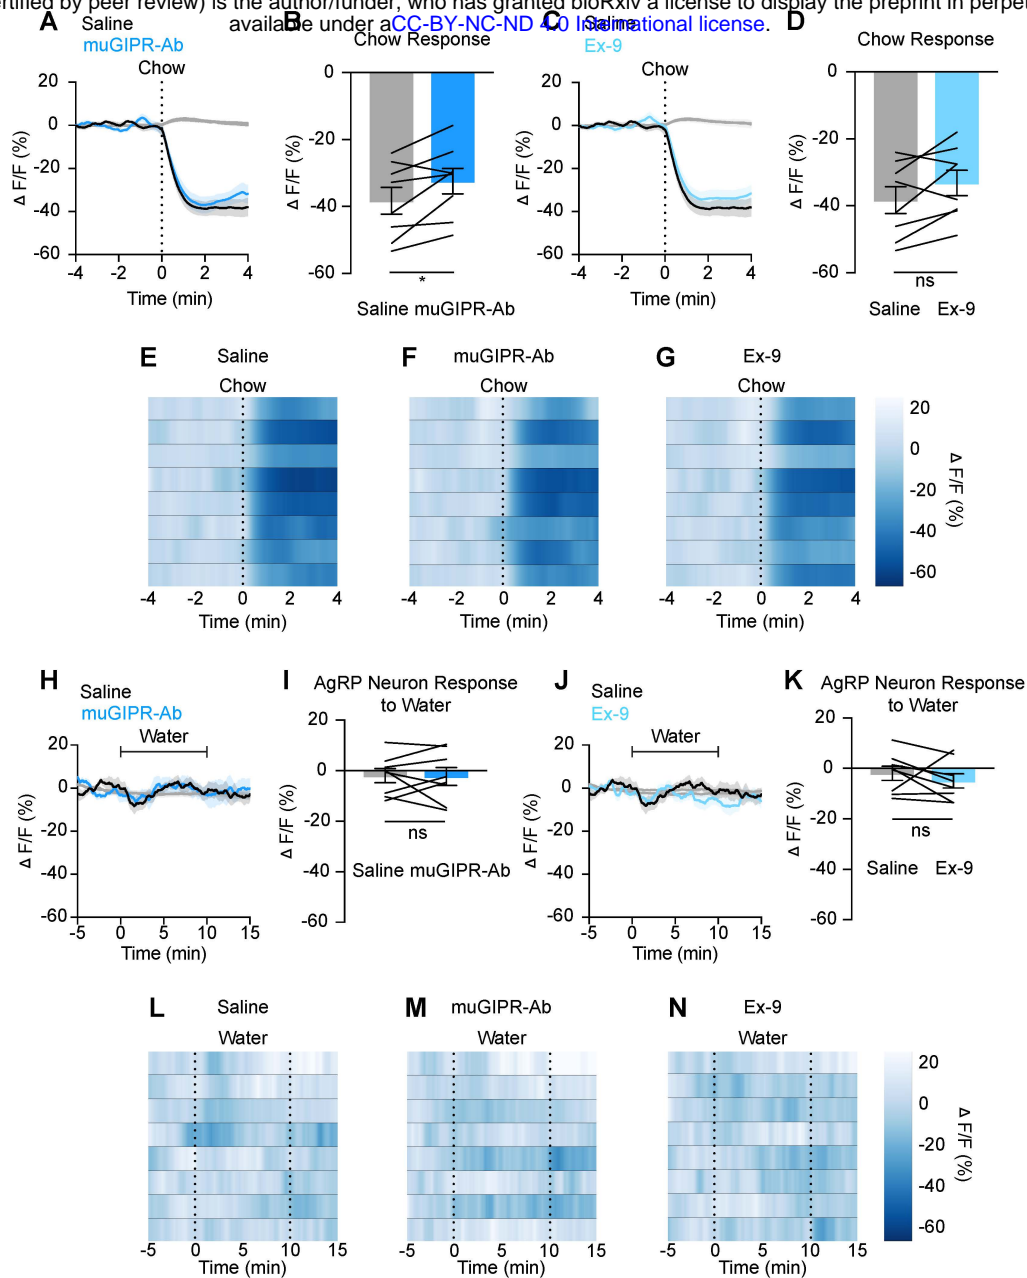 ertified by peer review) is the author/funder, who has granted bioRxiv a license to display the preprint in perpet
available under aCC-BY-NC-ND 4.0 International license.
A Saline
muGIPR-Ab
Chow
20
0
-20
-40
-60
Δ F/F (%)
-4 -2 0 2 4
Time (min)
B
Chow Response
0
-20
-40
-60
Δ F/F (%)
*
Saline muGIPR-Ab
C Saline
Ex-9
Chow
20
0
-20
-40
-60
Δ F/F (%)
-4 -2 0 2 4
Time (min)
D
Chow Response
0
-20
-40
-60
Δ F/F (%)
ns
Saline Ex-9
E Saline
Chow
-4 -2 0 2 4
Time (min)
F muGIPR-Ab
Chow
-4 -2 0 2 4
Time (min)
G Ex-9
Chow
-4 -2 0 2 4
Time (min)
20
0
-20
-40
-60
Δ F/F (%)
H
Saline
muGIPR-Ab
Water
20
0
-20
-40
-60
Δ F/F (%)
-5 0 5 10 15
Time (min)
I AgRP Neuron Response
to Water
20
0
-20
-40
-60
Δ F/F (%)
ns
Saline muGIPR-Ab
J
Saline
Ex-9
Water
20
0
-20
-40
-60
Δ F/F (%)
-5 0 5 10 15
Time (min)
K AgRP Neuron Response
to Water
20
0
-20
-40
-60
Δ F/F (%)
ns
Saline Ex-9
L Saline
Water
-5 0 5 10 15
Time (min)
M muGIPR-Ab
Water
-5 0 5 10 15
Time (min)
N Ex-9
Water
-5 0 5 10 15
Time (min)
20
0
-20
-40
-60
Δ F/F (%)